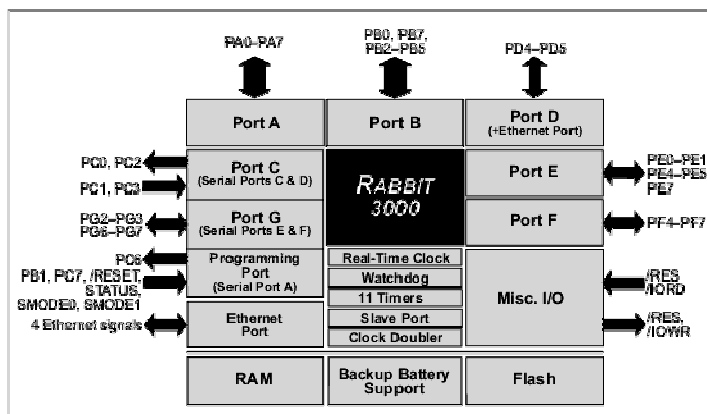 PA0–PA7
PB0, PB7,
PB2–PB5
PD4–PD5
Port A
Port B
Port D
(+Ethernet Port)
PC0, PC2
PC1, PC3
Port C
(Serial Ports C & D)
RABBIT
3000
Port E
PE0–PE1
PE4–PE5
PE7
PG2–PG3
PG6–PG7
Port G
(Serial Ports E & F)
Port F
PF4–PF7
PC6
PB1, PC7, /RESET,
STATUS,
SMODE0, SMODE1
Programming
Port
(Serial Port A)
Real-Time Clock
Watchdog
11 Timers
Slave Port
Clock Doubler
Misc. I/O
/RES
/IORD
/RES,
/IOWR
4 Ethernet signals
Ethernet
Port
RAM
Backup Battery
Support
Flash